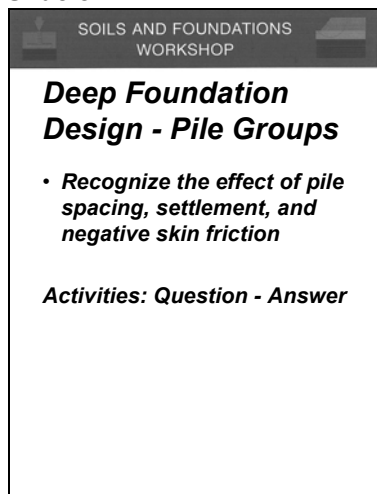 SOILS AND FOUNDATIONS
WORKSHOP
Deep Foundation
Design - Pile Groups
• Recognize the effect of pile
spacing, settlement, and
negative skin friction
Activities: Question - Answer